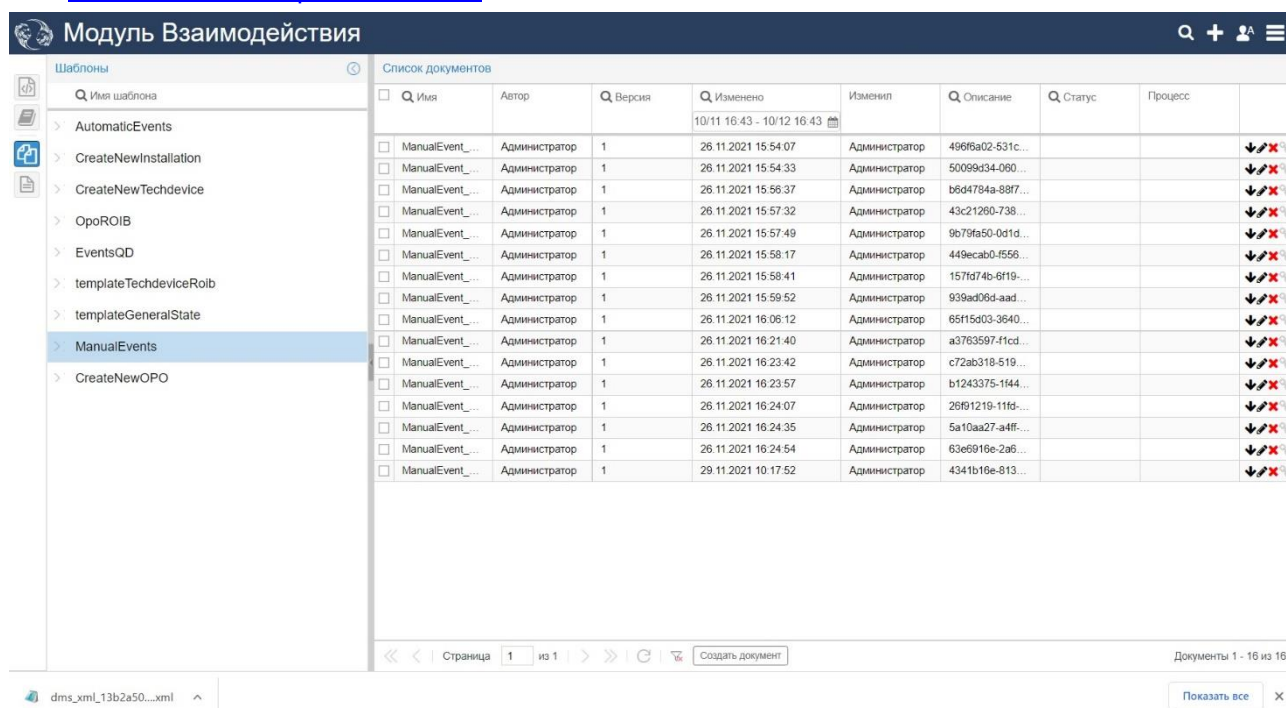 Модуль Взаимодействия
Шаблоны
Имя шаблона
AutomaticEvents
CreateNewInstallation
CreateNewTechdevice
OpoROIB
EventsQD
templateTechdeviceRoib
templateGeneralState
ManualEvents
CreateNewOPO
Список документов
Имя Автор Версия Изменено Изменил Описание Статус Процесс
10/11 16:43 - 10/12 16:43
ManualEvent_... Администратор 1 26.11.2021 15:54:07 Администратор 496f6a02-531c...
ManualEvent_... Администратор 1 26.11.2021 15:54:33 Администратор 50099d34-060...
ManualEvent_... Администратор 1 26.11.2021 15:56:37 Администратор b6d4784a-88f7...
ManualEvent_... Администратор 1 26.11.2021 15:57:32 Администратор 43c21260-738...
ManualEvent_... Администратор 1 26.11.2021 15:57:49 Администратор 9b79fa50-0d1d...
ManualEvent_... Администратор 1 26.11.2021 15:58:17 Администратор 449ecab0-f556...
ManualEvent_... Администратор 1 26.11.2021 15:58:41 Администратор 157fd74b-6f19-...
ManualEvent_... Администратор 1 26.11.2021 15:59:52 Администратор 939ad06d-aad...
ManualEvent_... Администратор 1 26.11.2021 16:06:12 Администратор 65f15d03-3640...
ManualEvent_... Администратор 1 26.11.2021 16:21:40 Администратор a3763597-f1cd...
ManualEvent_... Администратор 1 26.11.2021 16:23:42 Администратор c72ab318-519...
ManualEvent_... Администратор 1 26.11.2021 16:23:57 Администратор b1243375-1f44...
ManualEvent_... Администратор 1 26.11.2021 16:24:07 Администратор 26f91219-11fd-...
ManualEvent_... Администратор 1 26.11.2021 16:24:35 Администратор 5a10aa27-a4ff-...
ManualEvent_... Администратор 1 26.11.2021 16:24:54 Администратор 63e6916e-2a6...
ManualEvent_... Администратор 1 29.11.2021 10:17:52 Администратор 4341b16e-813...
Страница 1 из 1 Создать документ Документы 1 - 16 из 16
dms_xml_13b2a50....xml Показать все